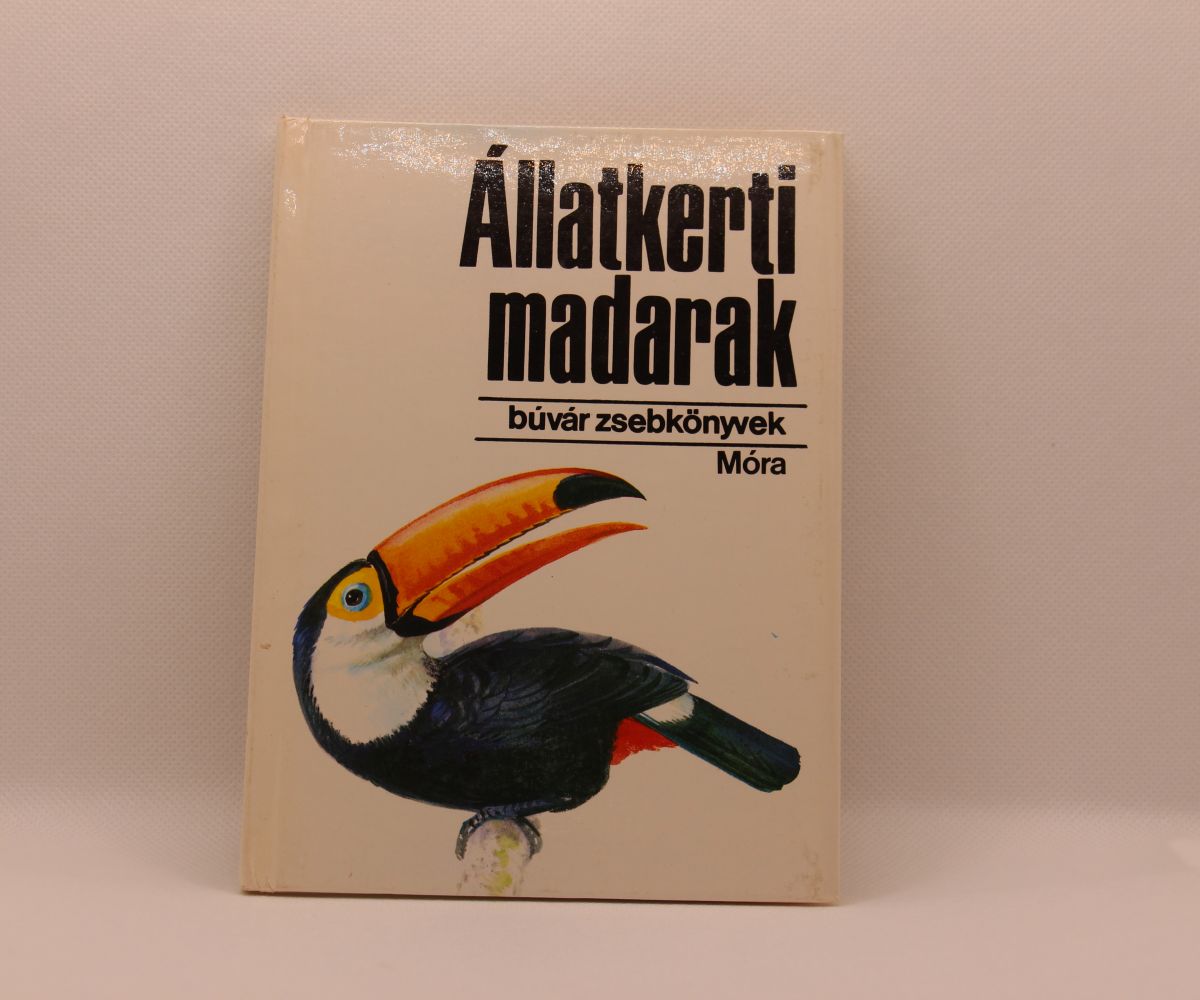 Állatkerti
madarak
búvár zsebkönyvek
Móra